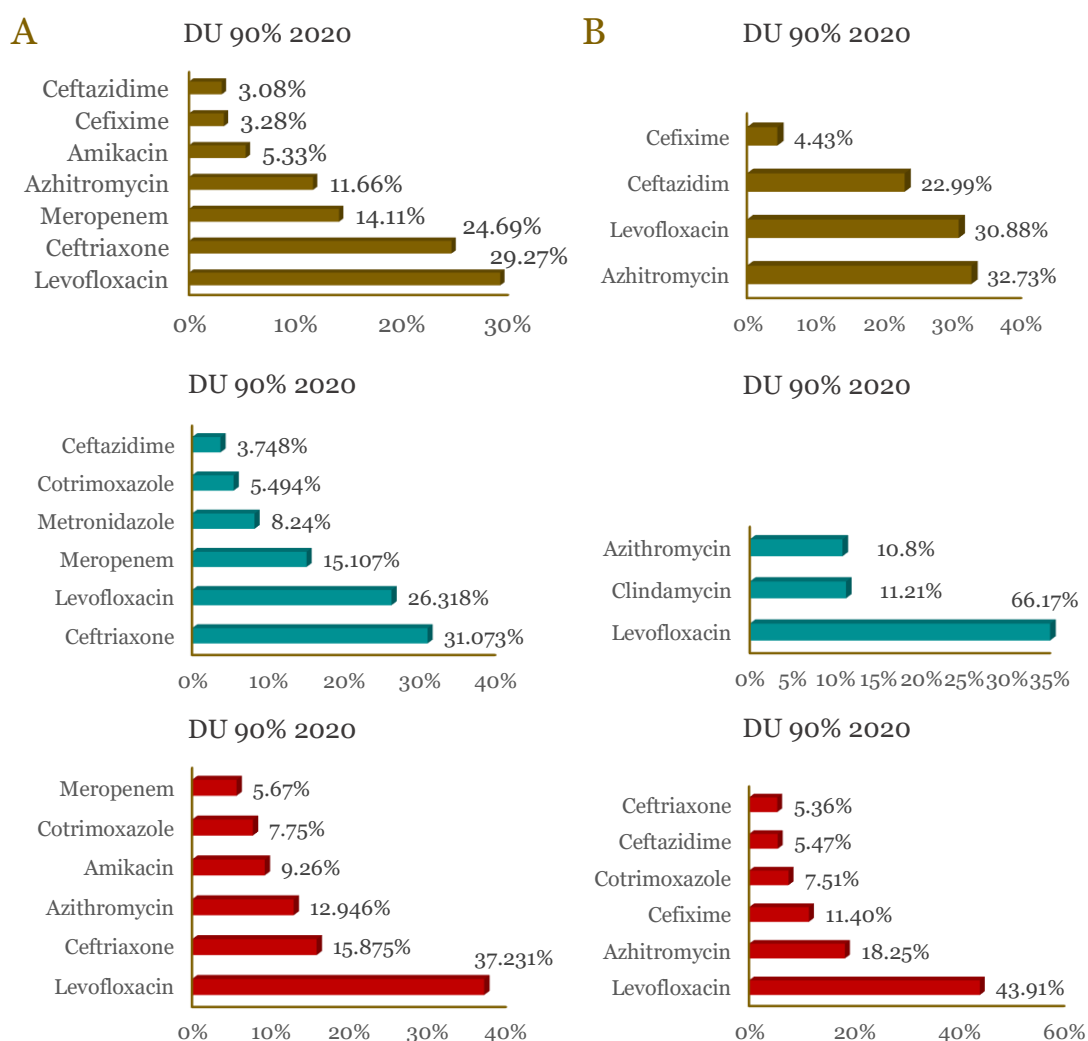 A
DU 90% 2020
Ceftazidime 3.08%
Cefixime 3.28%
Amikacin 5.33%
Azhitromycin 11.66%
Meropenem 14.11%
Ceftriaxone 24.69%
Levofloxacin 29.27%
0% 10% 20% 30%
B
DU 90% 2020
Cefixime 4.43%
Ceftazidim 22.99%
Levofloxacin 30.88%
Azhitromycin 32.73%
0% 10% 20% 30% 40%
DU 90% 2020
Ceftazidime 3.748%
Cotrimoxazole 5.494%
Metronidazole 8.24%
Meropenem 15.107%
Levofloxacin 26.318%
Ceftriaxone 31.073%
0% 10% 20% 30% 40%
DU 90% 2020
Azithromycin 10.8%
Clindamycin 11.21%
Levofloxacin 66.17%
0% 5% 10% 15% 20% 25% 30% 35%
DU 90% 2020
Meropenem 5.67%
Cotrimoxazole 7.75%
Amikacin 9.26%
Azithromycin 12.946%
Ceftriaxone 15.875%
Levofloxacin 37.231%
0% 10% 20% 30% 40%
DU 90% 2020
Ceftriaxone 5.36%
Ceftazidime 5.47%
Cotrimoxazole 7.51%
Cefixime 11.40%
Azhitromycin 18.25%
Levofloxacin 43.91%
0% 20% 40% 60%